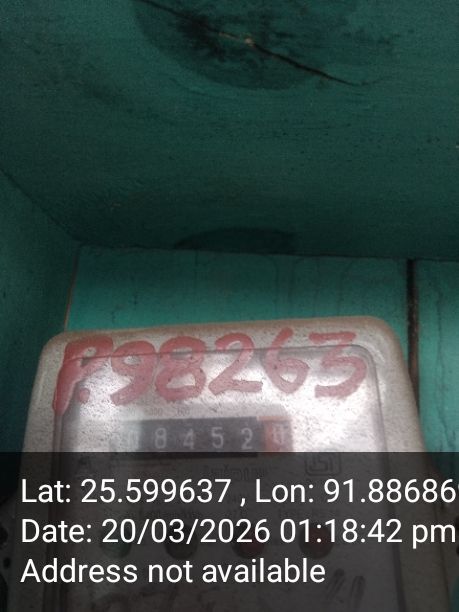 P.98263
08452
Lat: 25.599637 , Lon: 91.88686
Date: 20/03/2026 01:18:42 pm
Address not available